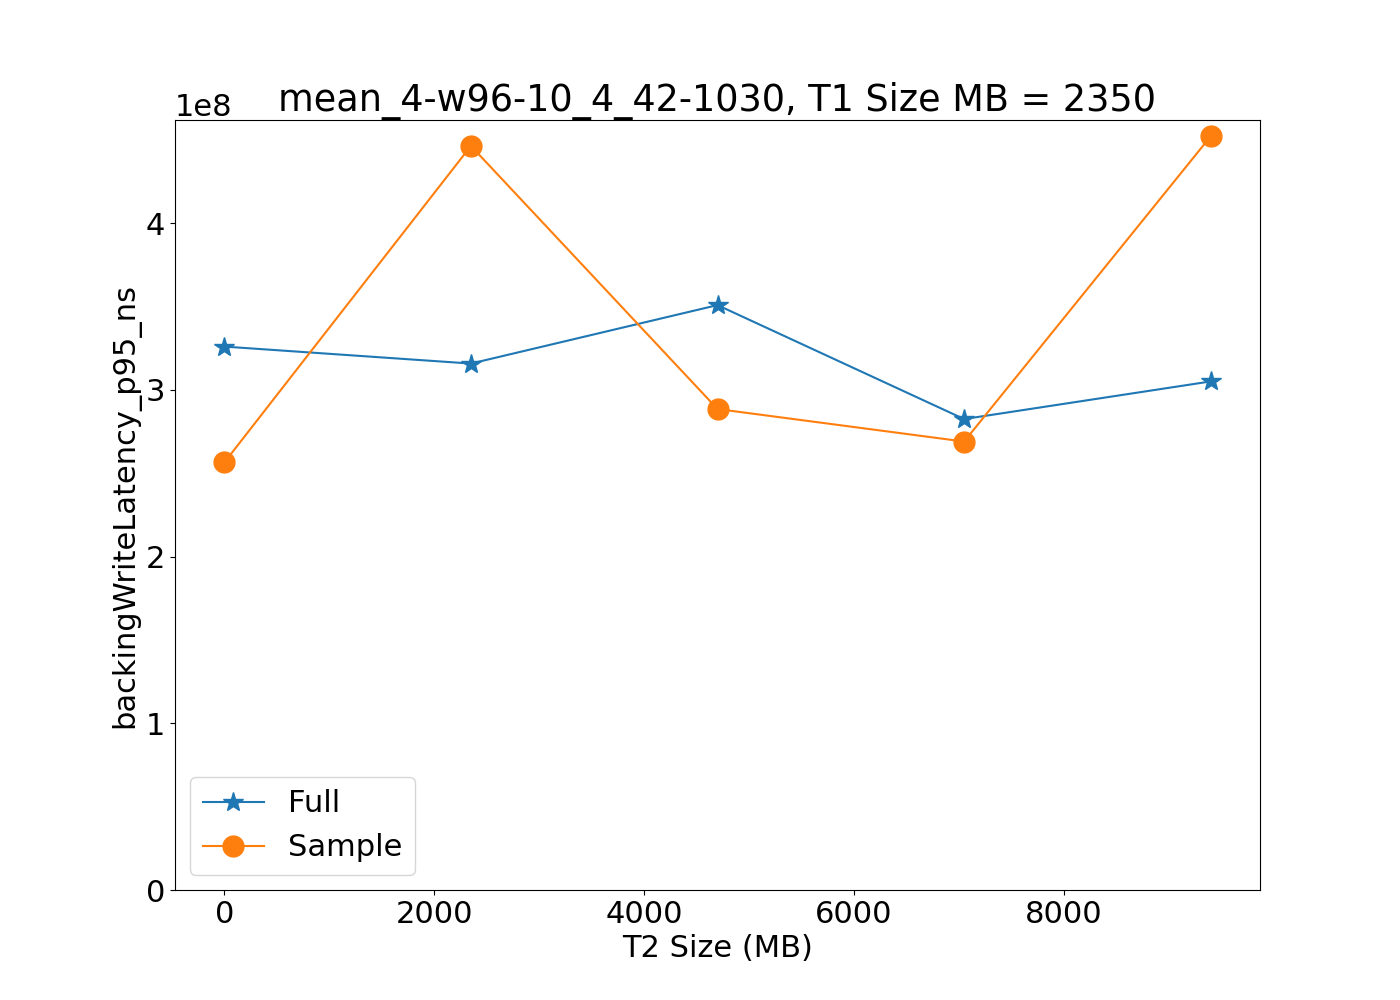 mean_4-w96-10_4_42-1030, T1 Size MB = 2350
1e8
4
3
2
1
0
backingWriteLatency_p95_ns
Full
Sample
0 2000 4000 6000 8000
T2 Size (MB)